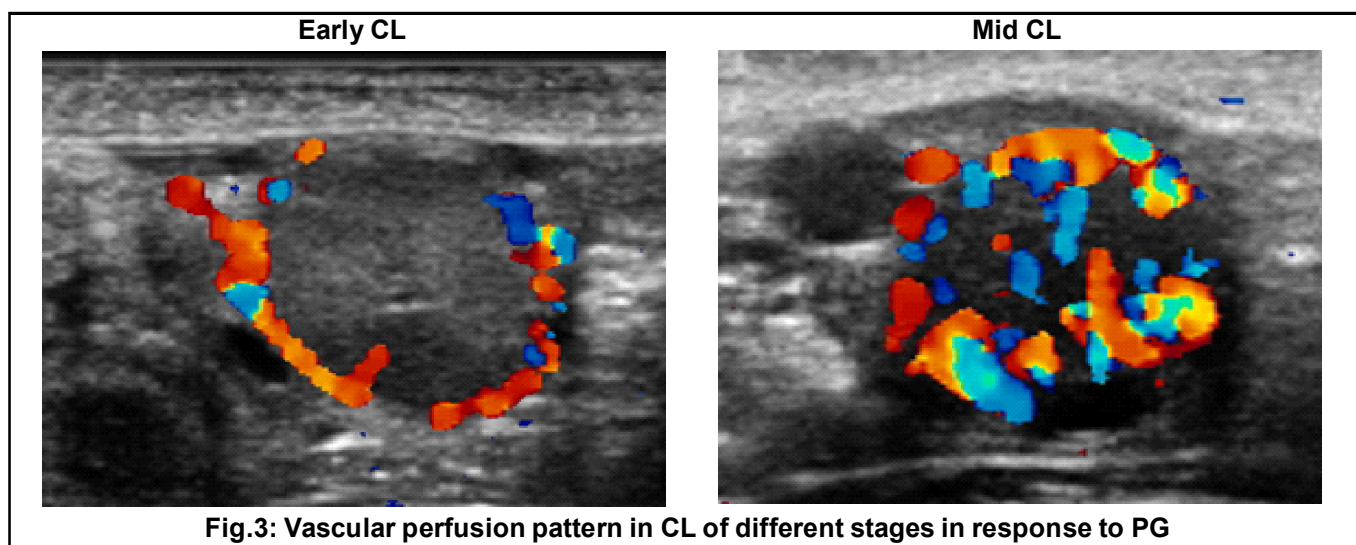 Early CL
Mid CL
Fig.3: Vascular perfusion pattern in CL of different stages in response to PG